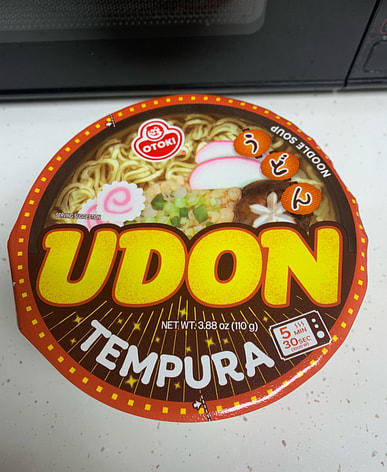 OTOKI
うどん
NOODLE SOUP
SERVING SUGGESTION
UDON
NET WT. 3.88 oz (110 g)
TEMPURA
5 MIN
30 SEC